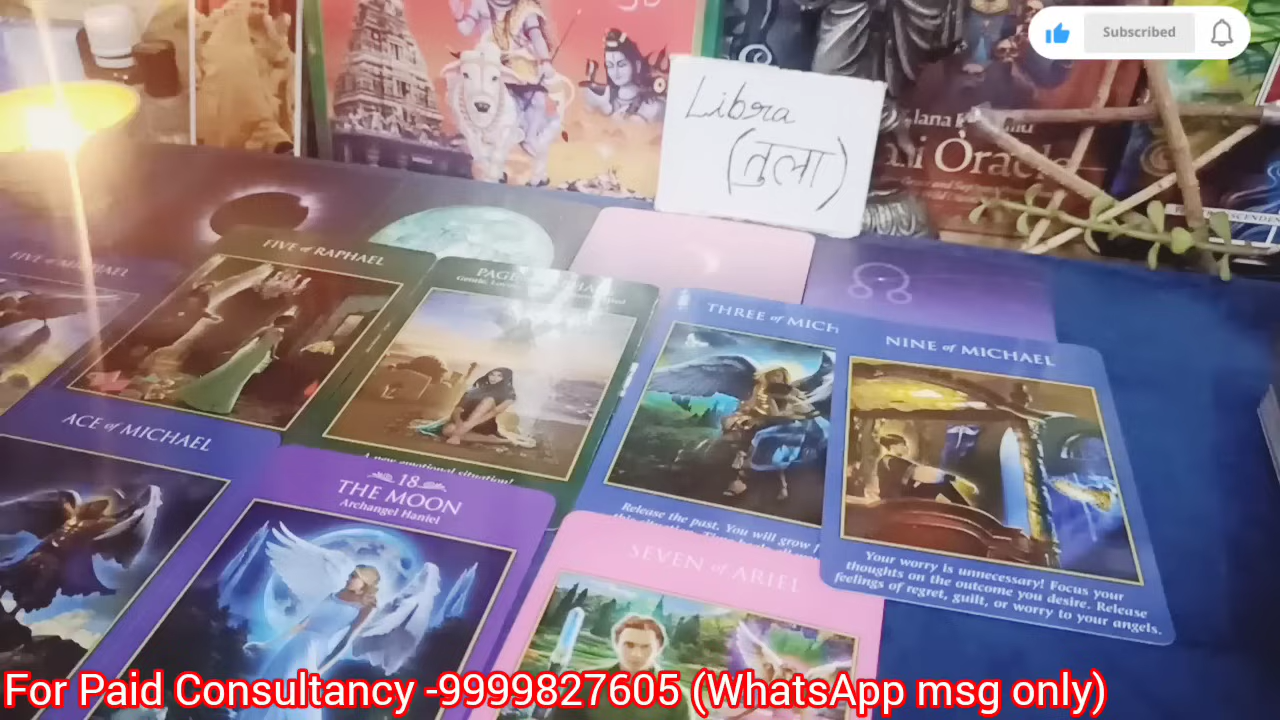 Subscribed
Libra
(तुला)
Oracle
FIVE of RAPHAEL
PAGE
THREE of MICH
NINE of MICHAEL
A new emotional situation!
ACE of MICHAEL
18
THE MOON
Archangel Haniel
Release the past. You will grow f
this situation.
SEVEN of ARIEL
Your worry is unnecessary! Focus your
thoughts on the outcome you desire. Release
feelings of regret, guilt, or worry to your angels.
For Paid Consultancy -9999827605 (WhatsApp msg only)